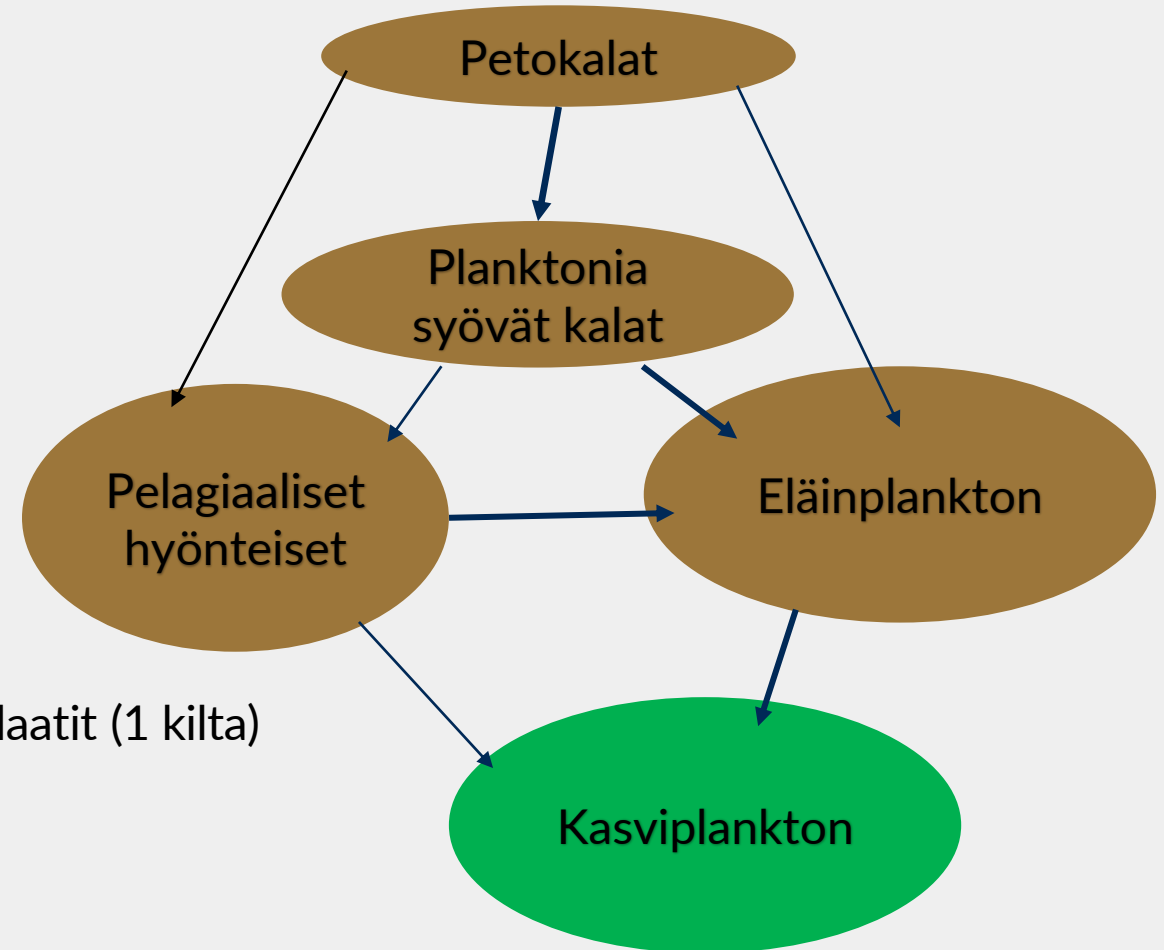 Petokalat
Planktonia
syövät kalat
Pelagiaaliset
hyönteiset
Eläinplankton
laatit (1 kilta)
Kasviplankton